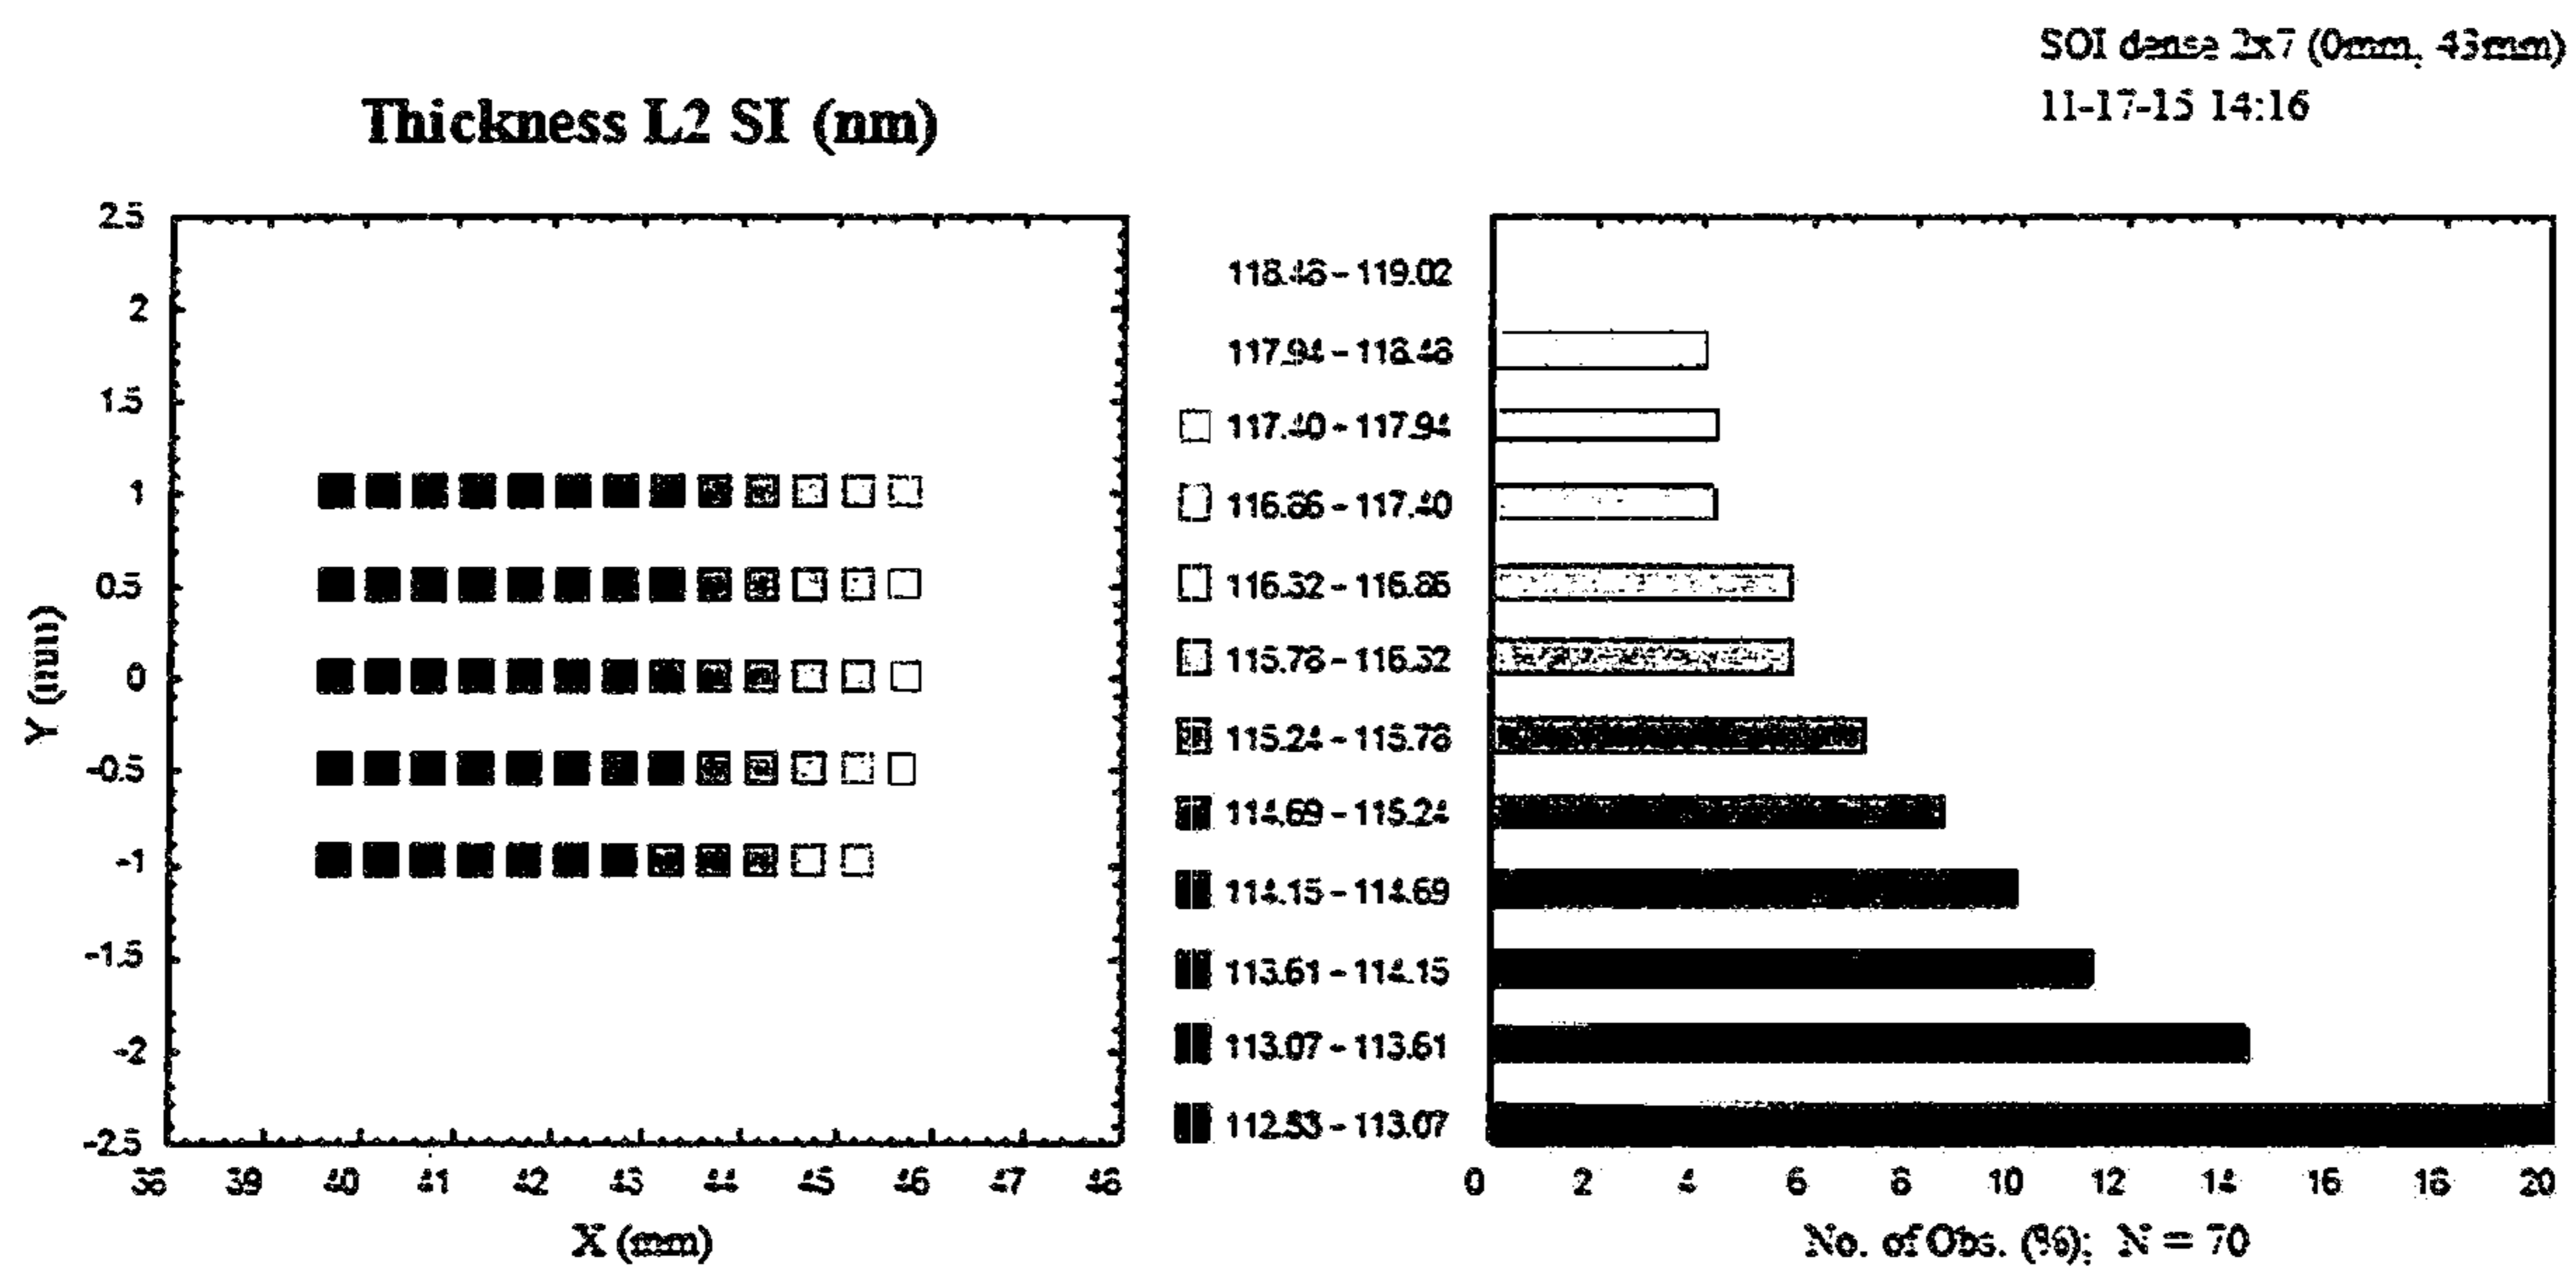 SOI dense 2x7 (0mm, 43mm)
11-17-15 14:16
Thickness L2 SI (nm)
2.5
2
1.5
1
0.5
0
-0.5
-1
-1.5
-2
-2.5
Y (mm)
38 39 40 41 42 43 44 45 46 47 48
X (mm)
118.48 - 119.02
117.94 - 118.48
117.40 - 117.94
116.86 - 117.40
116.32 - 116.86
115.78 - 116.32
115.24 - 115.78
114.69 - 115.24
114.15 - 114.69
113.61 - 114.15
113.07 - 113.61
112.53 - 113.07
0 2 4 6 8 10 12 14 16 18 20
No. of Obs. (%); N = 70